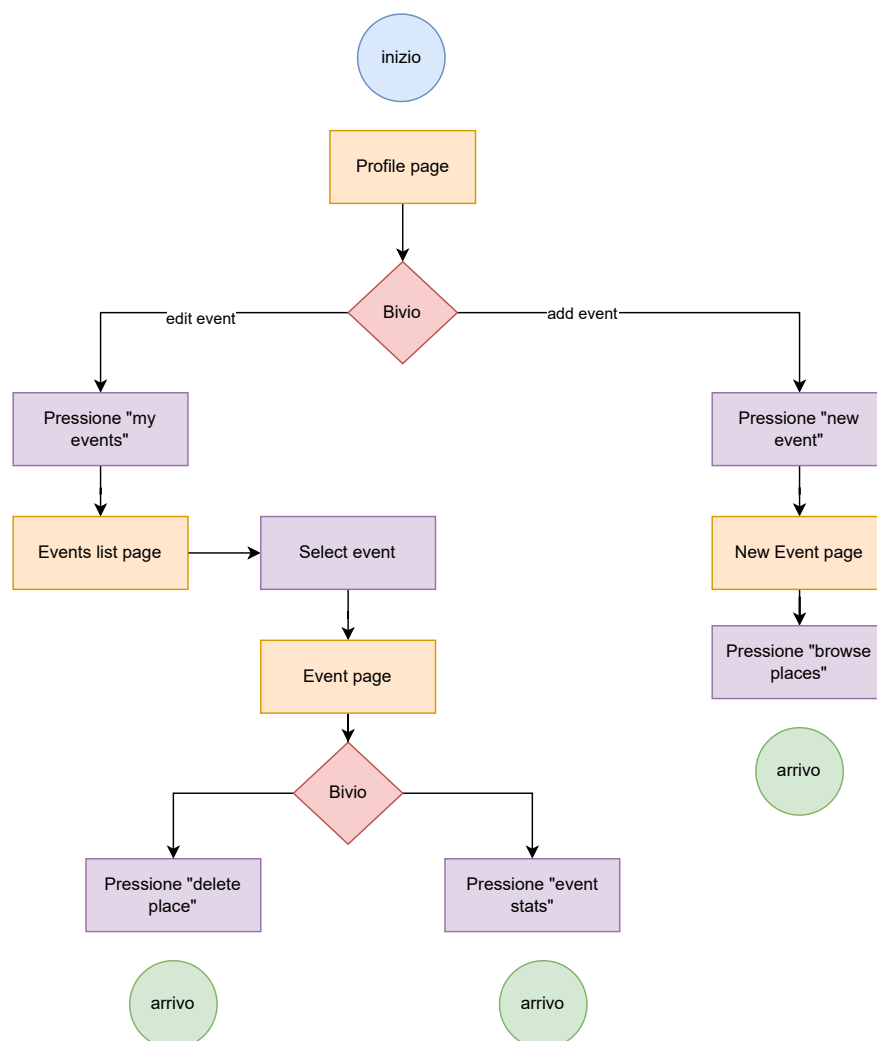 inizio
Profile page
Bivio
edit event
add event
Pressione "my
events"
Pressione "new
event"
Events list page
Select event
New Event page
Event page
Pressione "browse
places"
Bivio
arrivo
Pressione "delete
place"
Pressione "event
stats"
arrivo
arrivo